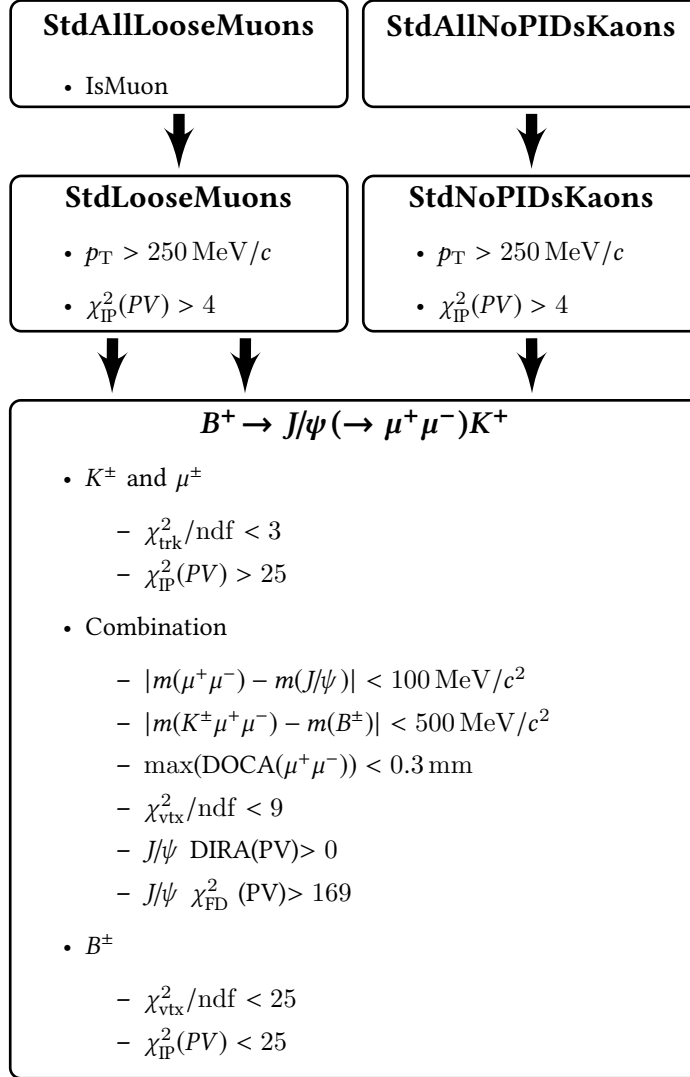 StdAllLooseMuons
• IsMuon
StdAllNoPIDsKaons
StdLooseMuons
• p_T > 250 MeV/c
• χ²_IP(PV) > 4
StdNoPIDsKaons
• p_T > 250 MeV/c
• χ²_IP(PV) > 4
B⁺ → J/ψ(→ μ⁺μ⁻)K⁺
• K± and μ±
– χ²_trk/ndf < 3
– χ²_IP(PV) > 25
• Combination
– |m(μ⁺μ⁻) − m(J/ψ)| < 100 MeV/c²
– |m(K±μ⁺μ⁻) − m(B±)| < 500 MeV/c²
– max(DOCA(μ⁺μ⁻)) < 0.3 mm
– χ²_vtx/ndf < 9
– J/ψ DIRA(PV)> 0
– J/ψ χ²_FD (PV)> 169
• B±
– χ²_vtx/ndf < 25
– χ²_IP(PV) < 25